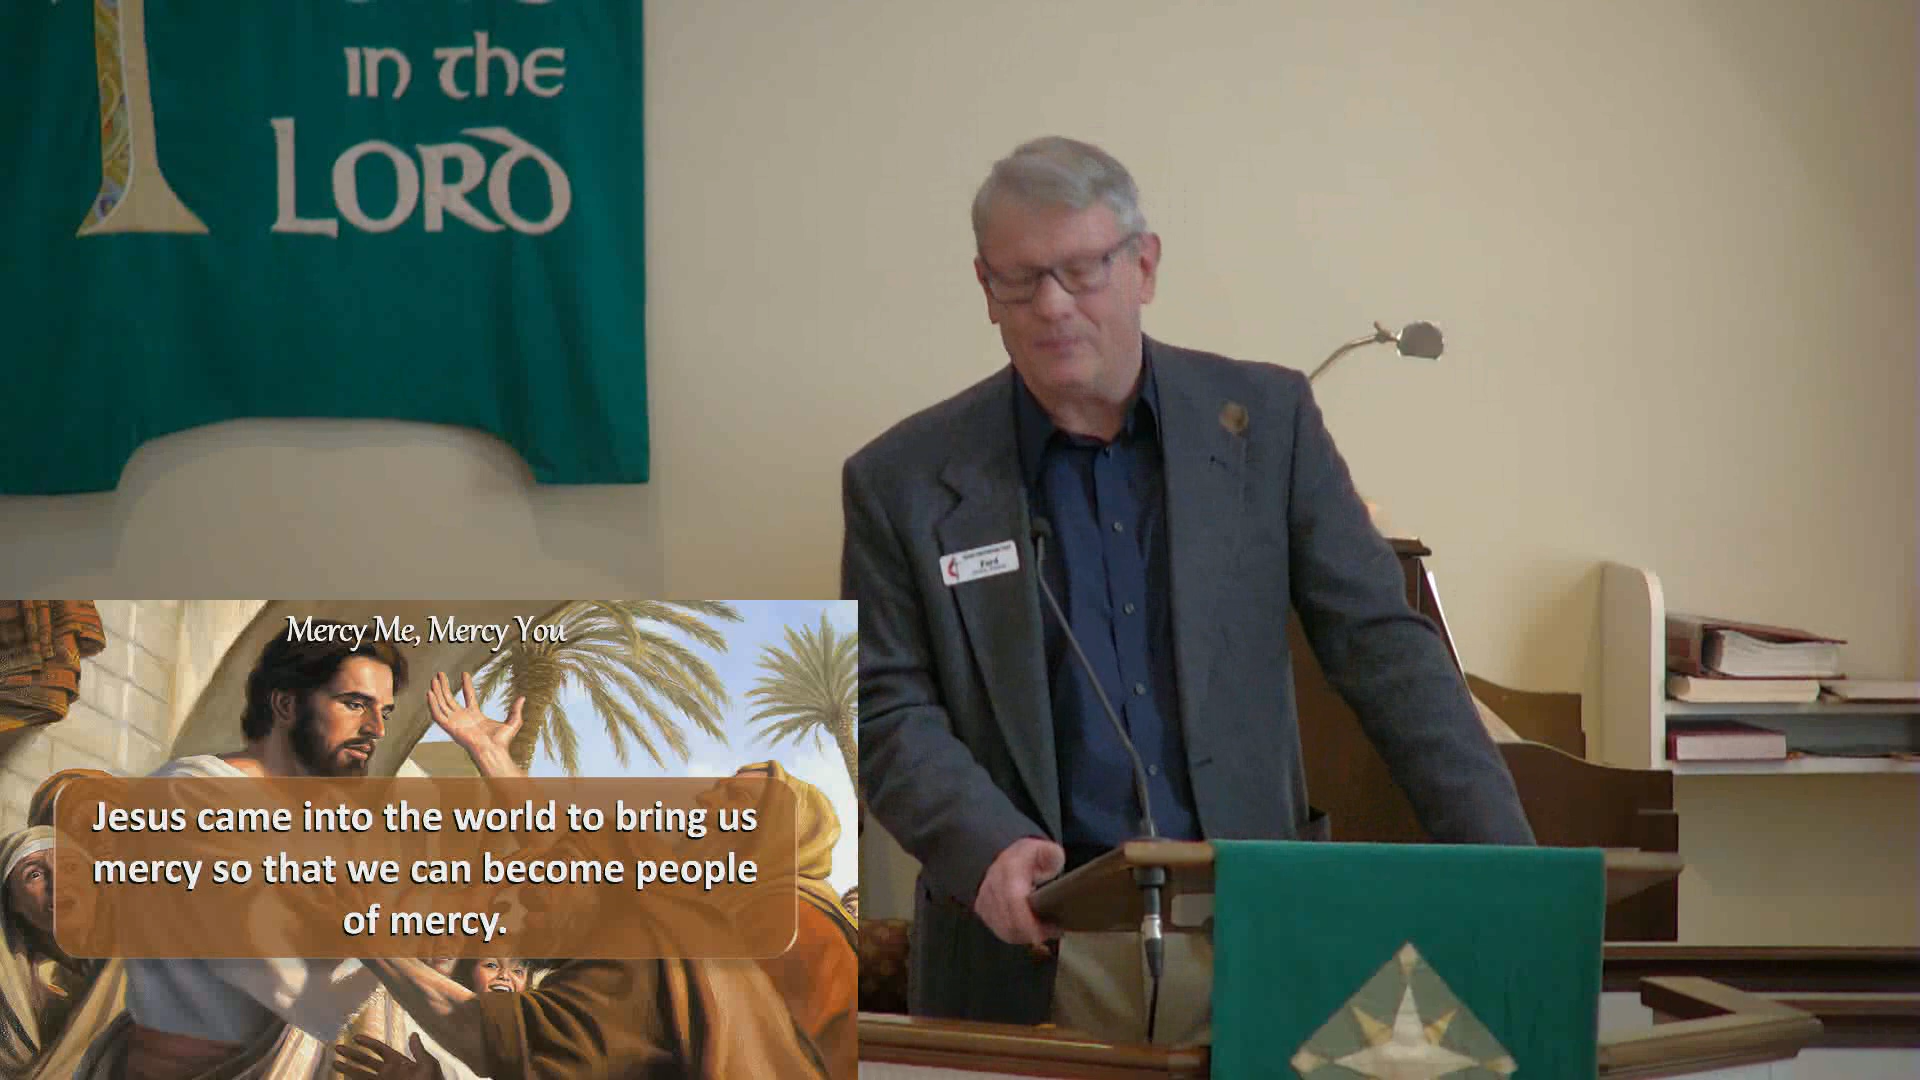 in the
LORD
Ford
Mercy Me, Mercy You
Jesus came into the world to bring us
mercy so that we can become people
of mercy.